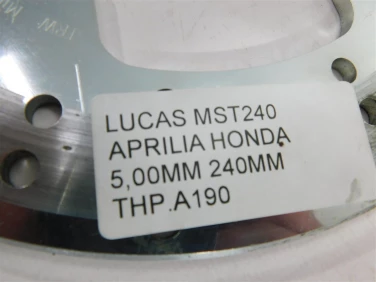 LUCAS MST240
APRILIA HONDA
5,00MM 240MM
THP.A190